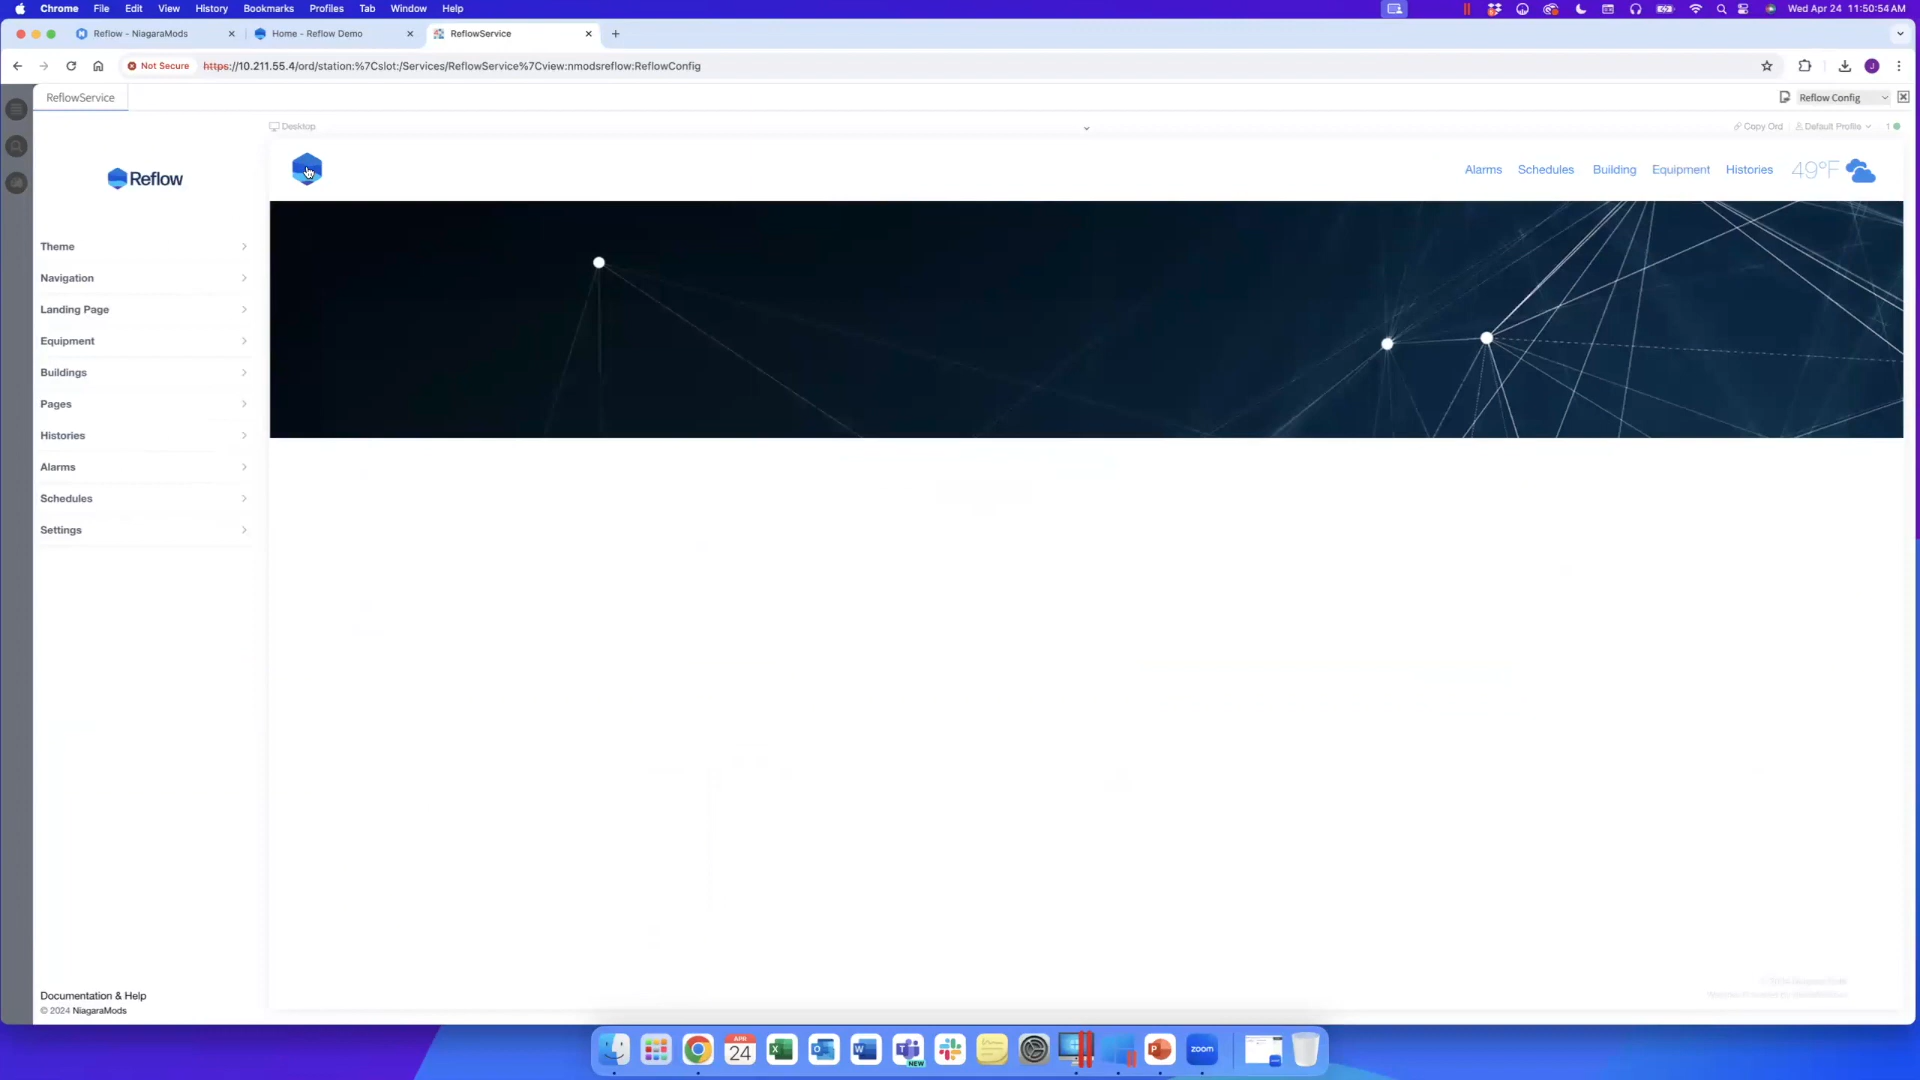 Chrome File Edit View History Bookmarks Profiles Tab Window Help Wed Apr 24 11:50:54 AM
Reflow - NiagaraMods Home - Reflow Demo ReflowService
Not Secure https://10.211.55.4/ord/station:%7Cslot:/Services/ReflowService%7Cview:nmodsreflow:ReflowConfig
ReflowService Reflow Config
Desktop Copy Ord Default Profile 1
Reflow
Alarms Schedules Building Equipment Histories 49°F
Theme
Navigation
Landing Page
Equipment
Buildings
Pages
Histories
Alarms
Schedules
Settings
Documentation & Help
© 2024 NiagaraMods
APR
24
NEW
zoom